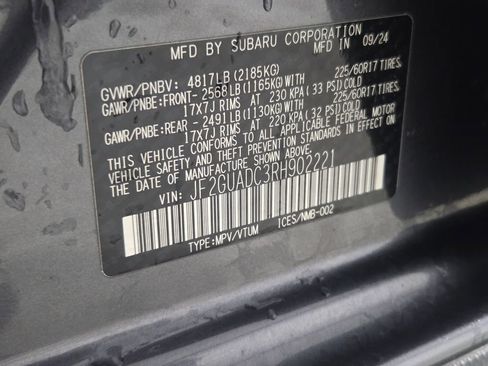 MFD BY SUBARU CORPORATION
MFD IN 09/24
GVWR/PNBV: 4817LB (2185KG)
GAWR/PNBE:FRONT- 2568LB (1165KG) WITH 225/60R17 TIRES
17X7J RIMS AT 230 KPA (33 PSI) COLD
GAWR/PNBE:REAR - 2491LB (1130KG) WITH 225/60R17 TIRES
17X7J RIMS AT 220 KPA (32 PSI) COLD
THIS VEHICLE CONFORMS TO ALL APPLICABLE FEDERAL MOTOR
VEHICLE SAFETY STANDARDS IN EFFECT ON THE DATE OF
MANUFACTURE SHOWN ABOVE
VIN: JF2GUADC3RH902221
TYPE:MPV/VTUM ICES/NMB-002